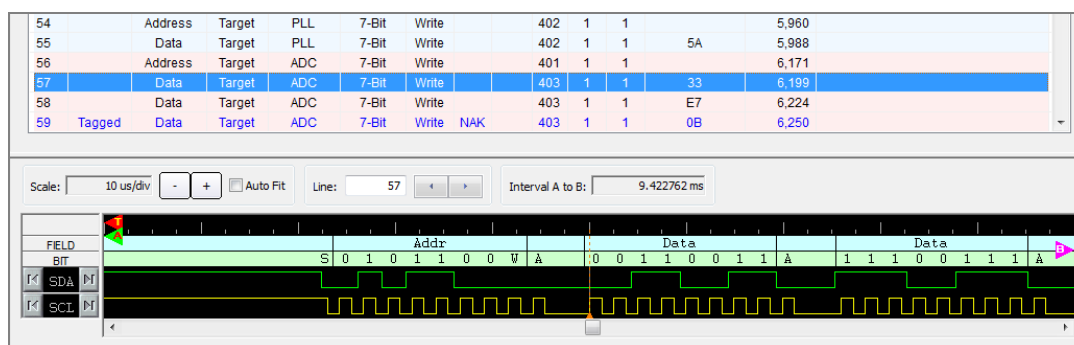 54 Address Target PLL 7-Bit Write 402 1 1 5,960
55 Data Target PLL 7-Bit Write 402 1 1 5A 5,988
56 Address Target ADC 7-Bit Write 401 1 1 6,171
57 Data Target ADC 7-Bit Write 403 1 1 33 6,199
58 Data Target ADC 7-Bit Write 403 1 1 E7 6,224
59 Tagged Data Target ADC 7-Bit Write NAK 403 1 1 0B 6,250
Scale: 10 us/div - + Auto Fit Line: 57 Interval A to B: 9.422762 ms
T
A
FIELD Addr Data Data B
BIT S 0 1 0 1 1 0 0 W A 0 0 1 1 0 0 1 1 A 1 1 1 0 0 1 1 1 A
SDA
SCL